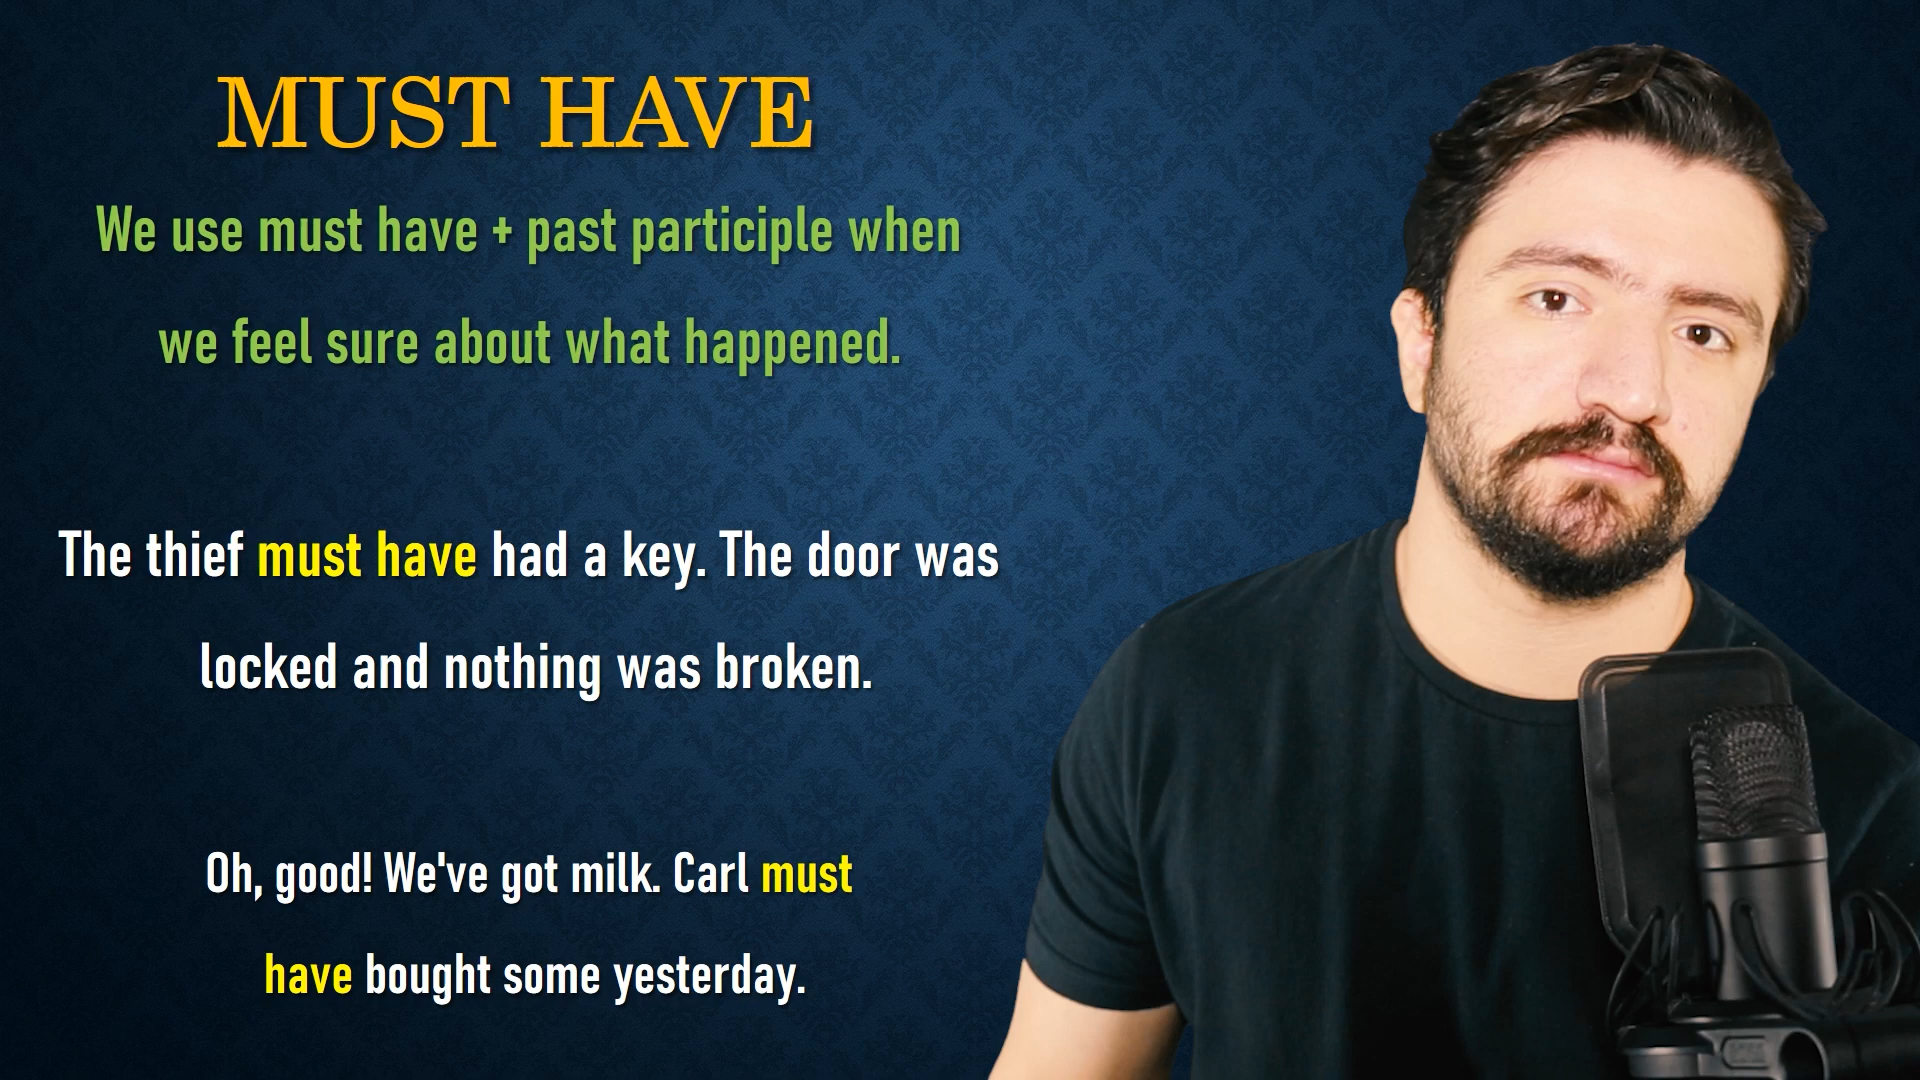 MUST HAVE
We use must have + past participle when
we feel sure about what happened.
The thief must have had a key. The door was
locked and nothing was broken.
Oh, good! We've got milk. Carl must
have bought some yesterday.